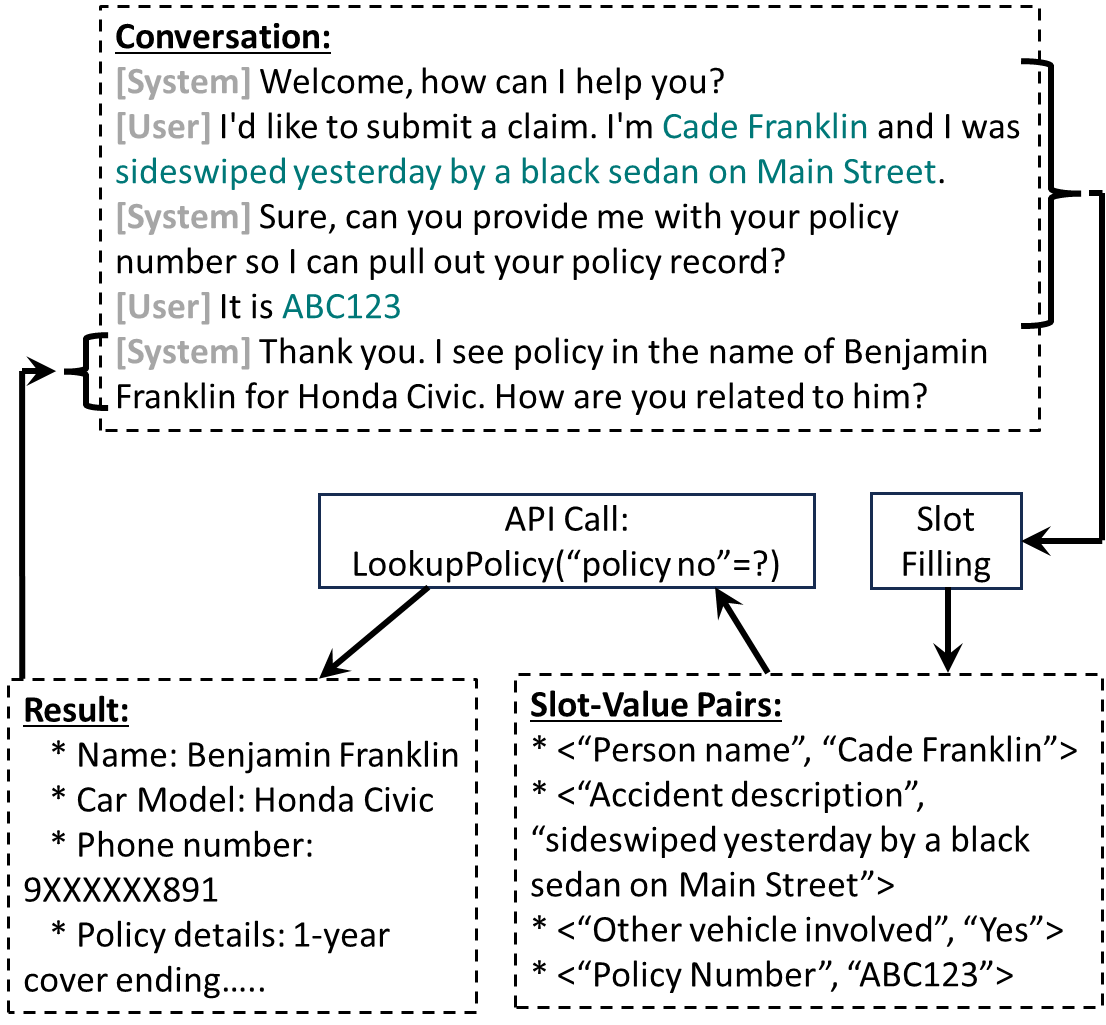 Conversation:
[System] Welcome, how can I help you?
[User] I'd like to submit a claim. I'm Cade Franklin and I was
sideswiped yesterday by a black sedan on Main Street.
[System] Sure, can you provide me with your policy
number so I can pull out your policy record?
[User] It is ABC123
[System] Thank you. I see policy in the name of Benjamin
Franklin for Honda Civic. How are you related to him?
API Call:
LookupPolicy(“policy no”=?)
Slot
Filling
Result:
* Name: Benjamin Franklin
* Car Model: Honda Civic
* Phone number:
9XXXXXX891
* Policy details: 1-year
cover ending…..
Slot-Value Pairs:
* <“Person name”, “Cade Franklin”>
* <“Accident description”,
“sideswiped yesterday by a black
sedan on Main Street”>
* <“Other vehicle involved”, “Yes”>
* <“Policy Number”, “ABC123”>